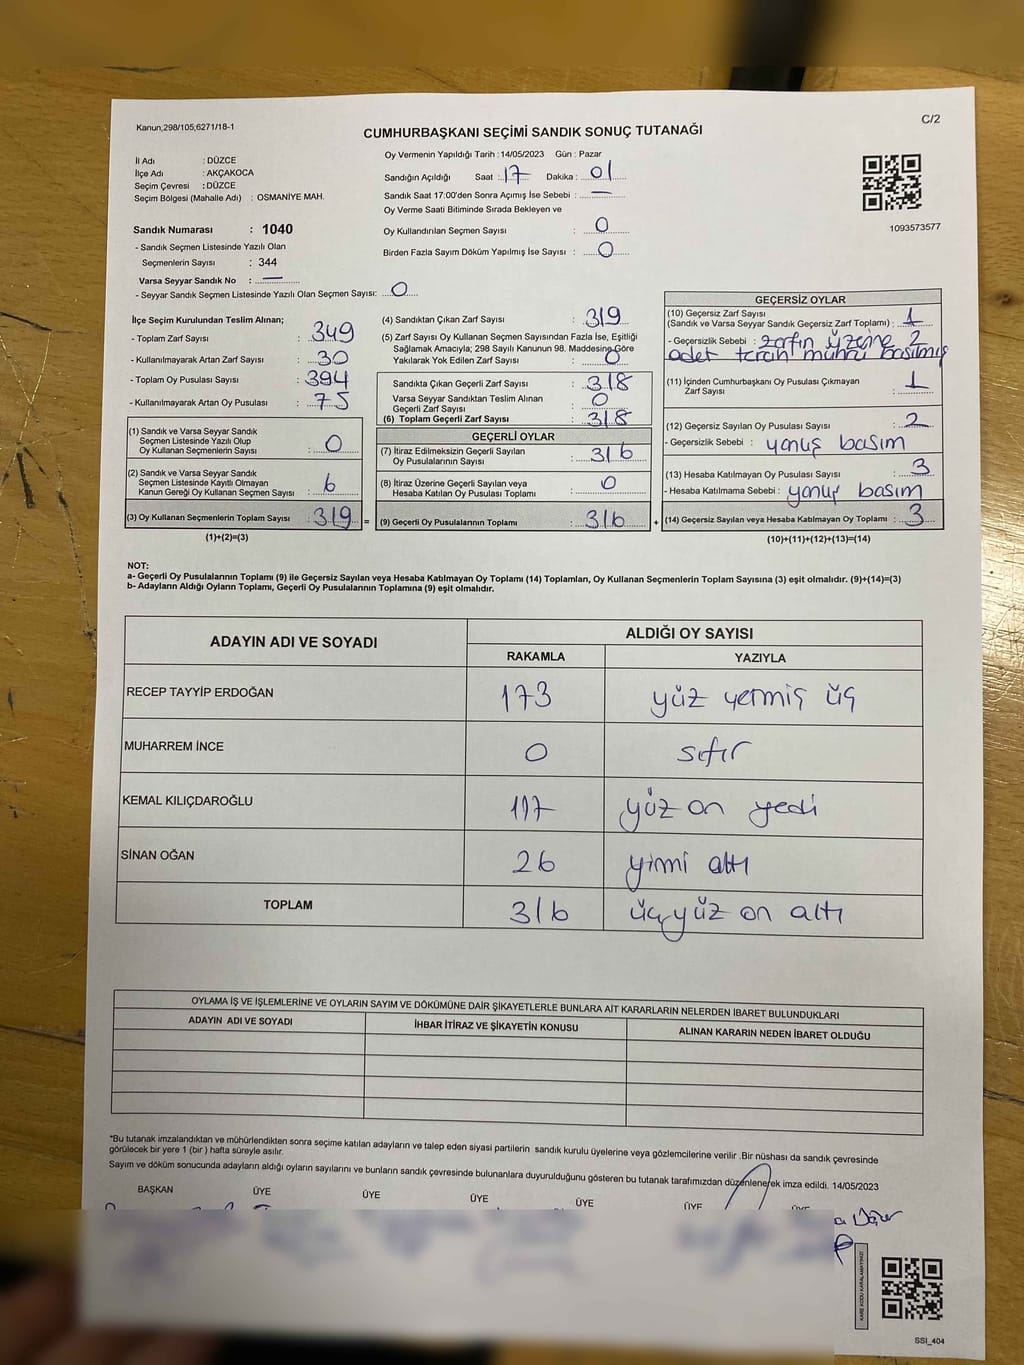 Kanun;298/105;6271/18-1
C/2
CUMHURBAŞKANI SEÇİMİ SANDIK SONUÇ TUTANAĞI
İl Adı : DÜZCE
İlçe Adı : AKÇAKOCA
Seçim Çevresi : DÜZCE
Seçim Bölgesi (Mahalle Adı) : OSMANİYE MAH.
Oy Vermenin Yapıldığı Tarih : 14/05/2023 Gün : Pazar
Sandığın Açıldığı Saat : 17 Dakika : 01
Sandık Saat 17:00'den Sonra Açımış İse Sebebi : —
Oy Verme Saati Bitiminde Sırada Bekleyen ve
Oy Kullandırılan Seçmen Sayısı : 0
Birden Fazla Sayım Döküm Yapılmış İse Sayısı : 0
1093573577
Sandık Numarası : 1040
- Sandık Seçmen Listesinde Yazılı Olan
Seçmenlerin Sayısı : 344
Varsa Seyyar Sandık No : —
- Seyyar Sandık Seçmen Listesinde Yazılı Olan Seçmen Sayısı: 0
İlçe Seçim Kurulundan Teslim Alınan;
- Toplam Zarf Sayısı : 349
- Kullanılmayarak Artan Zarf Sayısı : 30
- Toplam Oy Pusulası Sayısı : 394
- Kullanılmayarak Artan Oy Pusulası : 75
(1) Sandık ve Varsa Seyyar Sandık
Seçmen Listesinde Yazılı Olup
Oy Kullanan Seçmenlerin Sayısı : 0
(2) Sandık ve Varsa Seyyar Sandık
Seçmen Listesinde Kayıtlı Olmayan
Kanun Gereği Oy Kullanan Seçmen Sayısı : 6
(3) Oy Kullanan Seçmenlerin Toplam Sayısı : 319 =
(1)+(2)=(3)
(4) Sandıktan Çıkan Zarf Sayısı : 319
(5) Zarf Sayısı Oy Kullanan Seçmen Sayısından Fazla İse, Eşitliği
Sağlamak Amacıyla; 298 Sayılı Kanunun 98. Maddesine Göre
Yakılarak Yok Edilen Zarf Sayısı : 0
Sandıkta Çıkan Geçerli Zarf Sayısı : 318
Varsa Seyyar Sandıktan Teslim Alınan
Geçerli Zarf Sayısı : 0
(6) Toplam Geçerli Zarf Sayısı : 318
GEÇERLİ OYLAR
(7) İtiraz Edilmeksizin Geçerli Sayılan
Oy Pusulalarının Sayısı : 316
(8) İtiraz Üzerine Geçerli Sayılan veya
Hesaba Katılan Oy Pusulası Toplamı : 0
(9) Geçerli Oy Pusulalarının Toplamı : 316 +
GEÇERSİZ OYLAR
(10) Geçersiz Zarf Sayısı
(Sandık ve Varsa Seyyar Sandık Geçersiz Zarf Toplamı) : 1
- Geçersizlik Sebebi : zarfın üzerine 2
adet tercih mührü basılmış
(11) İçinden Cumhurbaşkanı Oy Pusulası Çıkmayan
Zarf Sayısı : 1
(12) Geçersiz Sayılan Oy Pusulası Sayısı : 2
- Geçersizlik Sebebi : yanuş basım
(13) Hesaba Katılmayan Oy Pusulası Sayısı : 3
- Hesaba Katılmama Sebebi : yanuş basım
(14) Geçersiz Sayılan veya Hesaba Katılmayan Oy Toplamı : 3
(10)+(11)+(12)+(13)=(14)
NOT:
a- Geçerli Oy Pusulalarının Toplamı (9) ile Geçersiz Sayılan veya Hesaba Katılmayan Oy Toplamı (14) Toplamları, Oy Kullanan Seçmenlerin Toplam Sayısına (3) eşit olmalıdır. (9)+(14)=(3)
b- Adayların Aldığı Oyların Toplamı, Geçerli Oy Pusulalarının Toplamına (9) eşit olmalıdır.
ADAYIN ADI VE SOYADI ALDIĞI OY SAYISI
RAKAMLA YAZIYLA
RECEP TAYYİP ERDOĞAN 173 yüz yermiş üç
MUHARREM İNCE 0 sıfır
KEMAL KILIÇDAROĞLU 117 yüz on yedi
SİNAN OĞAN 26 yirmi altı
TOPLAM 316 üç yüz on altı
OYLAMA İŞ VE İŞLEMLERİNE VE OYLARIN SAYIM VE DÖKÜMÜNE DAİR ŞİKAYETLERLE BUNLARA AİT KARARLARIN NELERDEN İBARET BULUNDUKLARI
ADAYIN ADI VE SOYADI İHBAR İTİRAZ VE ŞİKAYETİN KONUSU ALINAN KARARIN NEDEN İBARET OLDUĞU
*Bu tutanak imzalandıktan ve mühürlendikten sonra seçime katılan adayların ve talep eden siyasi partilerin sandık kurulu üyelerine veya gözlemcilerine verilir .Bir nüshası da sandık çevresinde
görülecek bir yere 1 (bir ) hafta süreyle asılır.
Sayım ve döküm sonucunda adayların aldığı oyların sayılarını ve bunların sandık çevresinde bulunanlara duyurulduğunu gösteren bu tutanak tarafımızdan düzenlenerek imza edildi. 14/05/2023
BAŞKAN ÜYE ÜYE ÜYE ÜYE ÜYE
KARE KODU KARALAMAYINIZ!
SSI_404